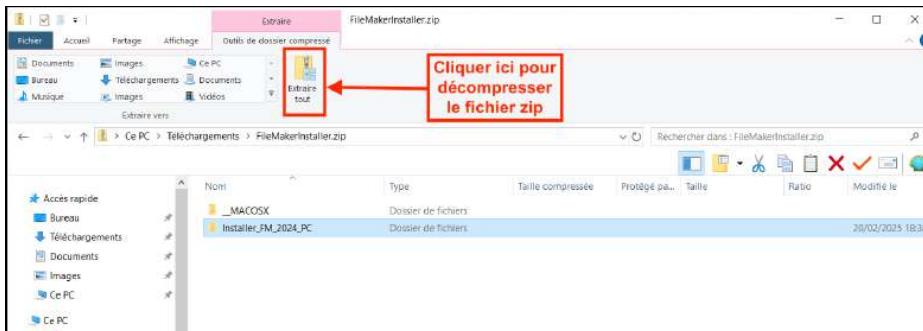 Extraire
FileMakerInstaller.zip
Fichier Accueil Partage Affichage Outils de dossier compressé
Documents Images Ce PC
Bureau Téléchargements Documents
Musique Images Vidéos
Extraire tout
Extraire vers
Cliquer ici pour
décompresser
le fichier zip
> Ce PC > Téléchargements > FileMakerInstaller.zip
Rechercher dans : FileMakerInstaller.zip
Nom Type Taille compressée Protégé pa... Taille Ratio Modifié le
Accès rapide
Bureau
Téléchargements
Documents
Images
Ce PC
Ce PC
__MACOSX Dossier de fichiers
Installer_FM_2024_PC Dossier de fichiers 20/02/2025